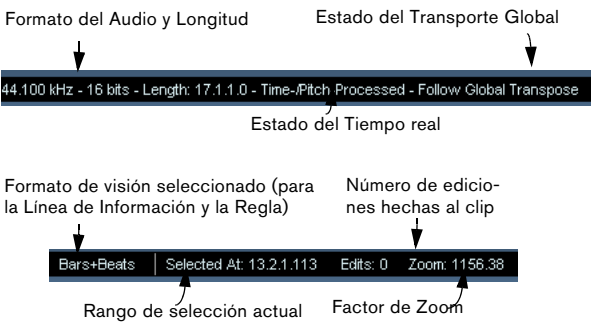 Formato del Audio y Longitud
Estado del Transporte Global
44.100 kHz - 16 bits - Length: 17.1.1.0 - Time-/Pitch Processed - Follow Global Transpose
Estado del Tiempo real
Formato de visión seleccionado (para
la Línea de Información y la Regla)
Número de edicio-
nes hechas al clip
Bars+Beats Selected At: 13.2.1.113 Edits: 0 Zoom: 1156.38
Rango de selección actual
Factor de Zoom